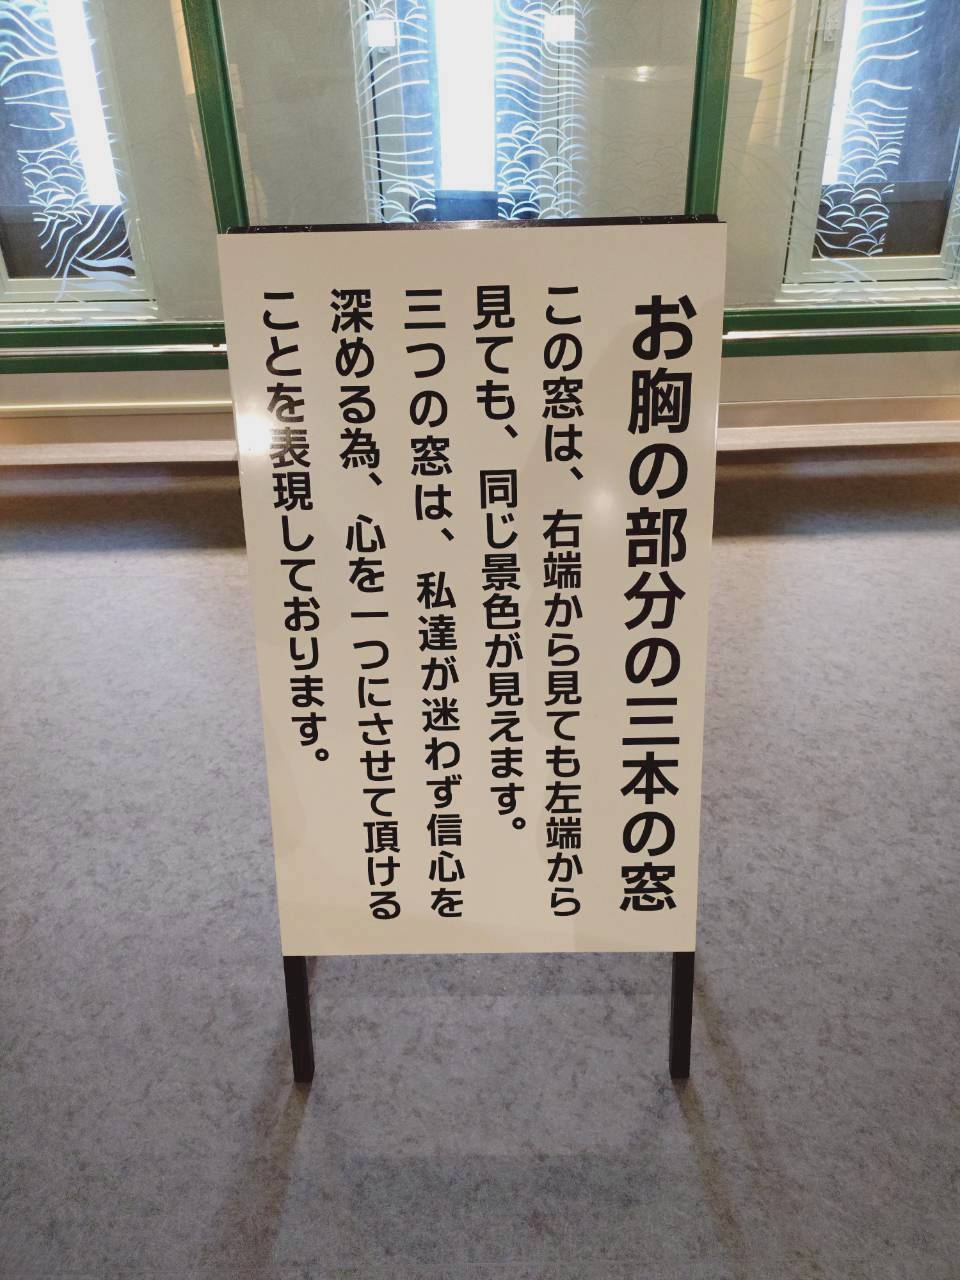 お胸の部分の三本の窓
この窓は、右端から見ても左端から
見ても、同じ景色が見えます。
三つの窓は、私達が迷わず信心を
深める為、心を一つにさせて頂ける
ことを表現しております。